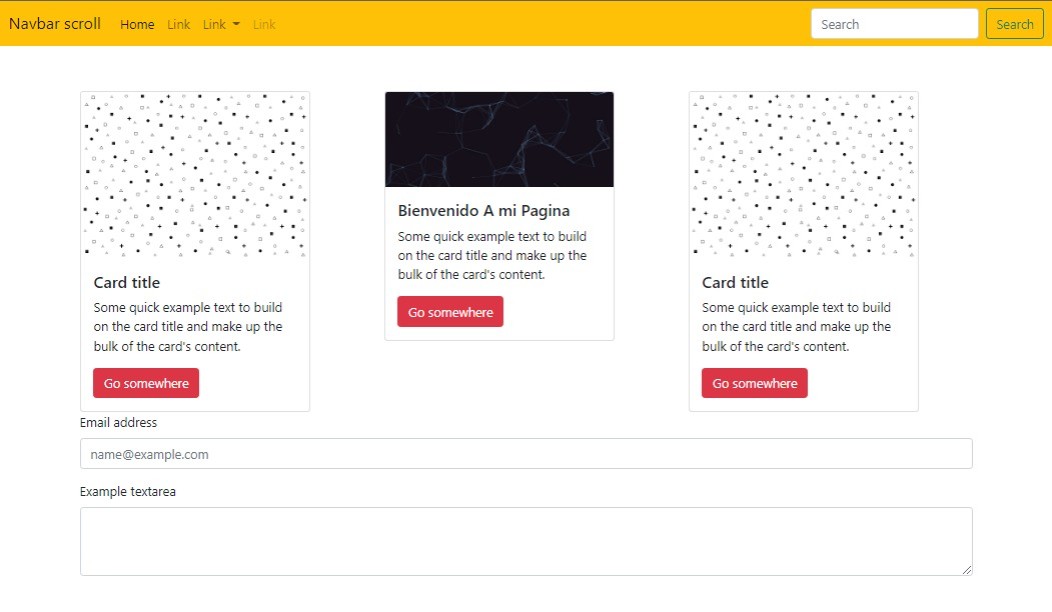 Navbar scroll Home Link Link Link Search Search
Card title
Some quick example text to build
on the card title and make up the
bulk of the card's content.
Go somewhere
Bienvenido A mi Pagina
Some quick example text to build
on the card title and make up the
bulk of the card's content.
Go somewhere
Card title
Some quick example text to build
on the card title and make up the
bulk of the card's content.
Go somewhere
Email address
name@example.com
Example textarea